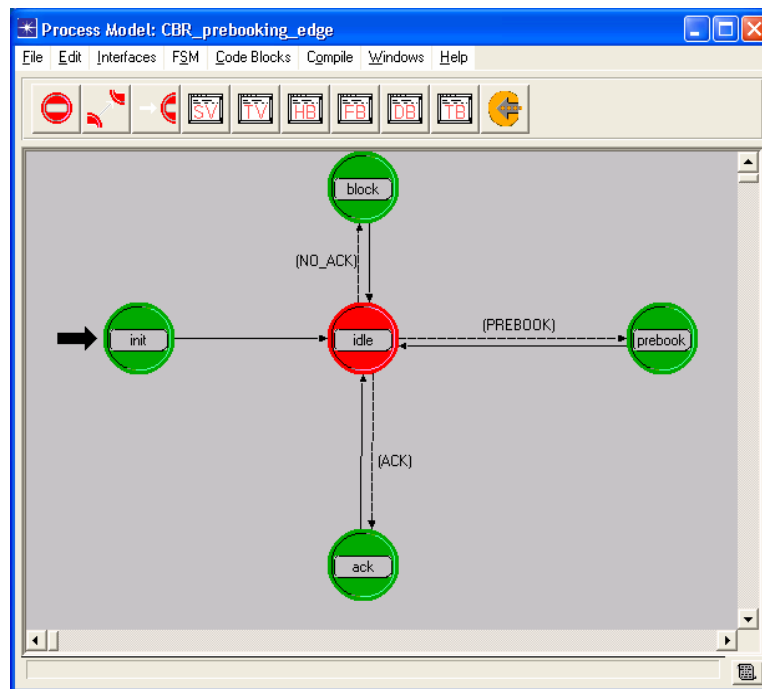 Process Model: CBR_prebooking_edge
File Edit Interfaces FSM Code Blocks Compile Windows Help
SV TV HB FB DB TB
block
(NO_ACK)
init
idle
(PREBOOK)
prebook
(ACK)
ack